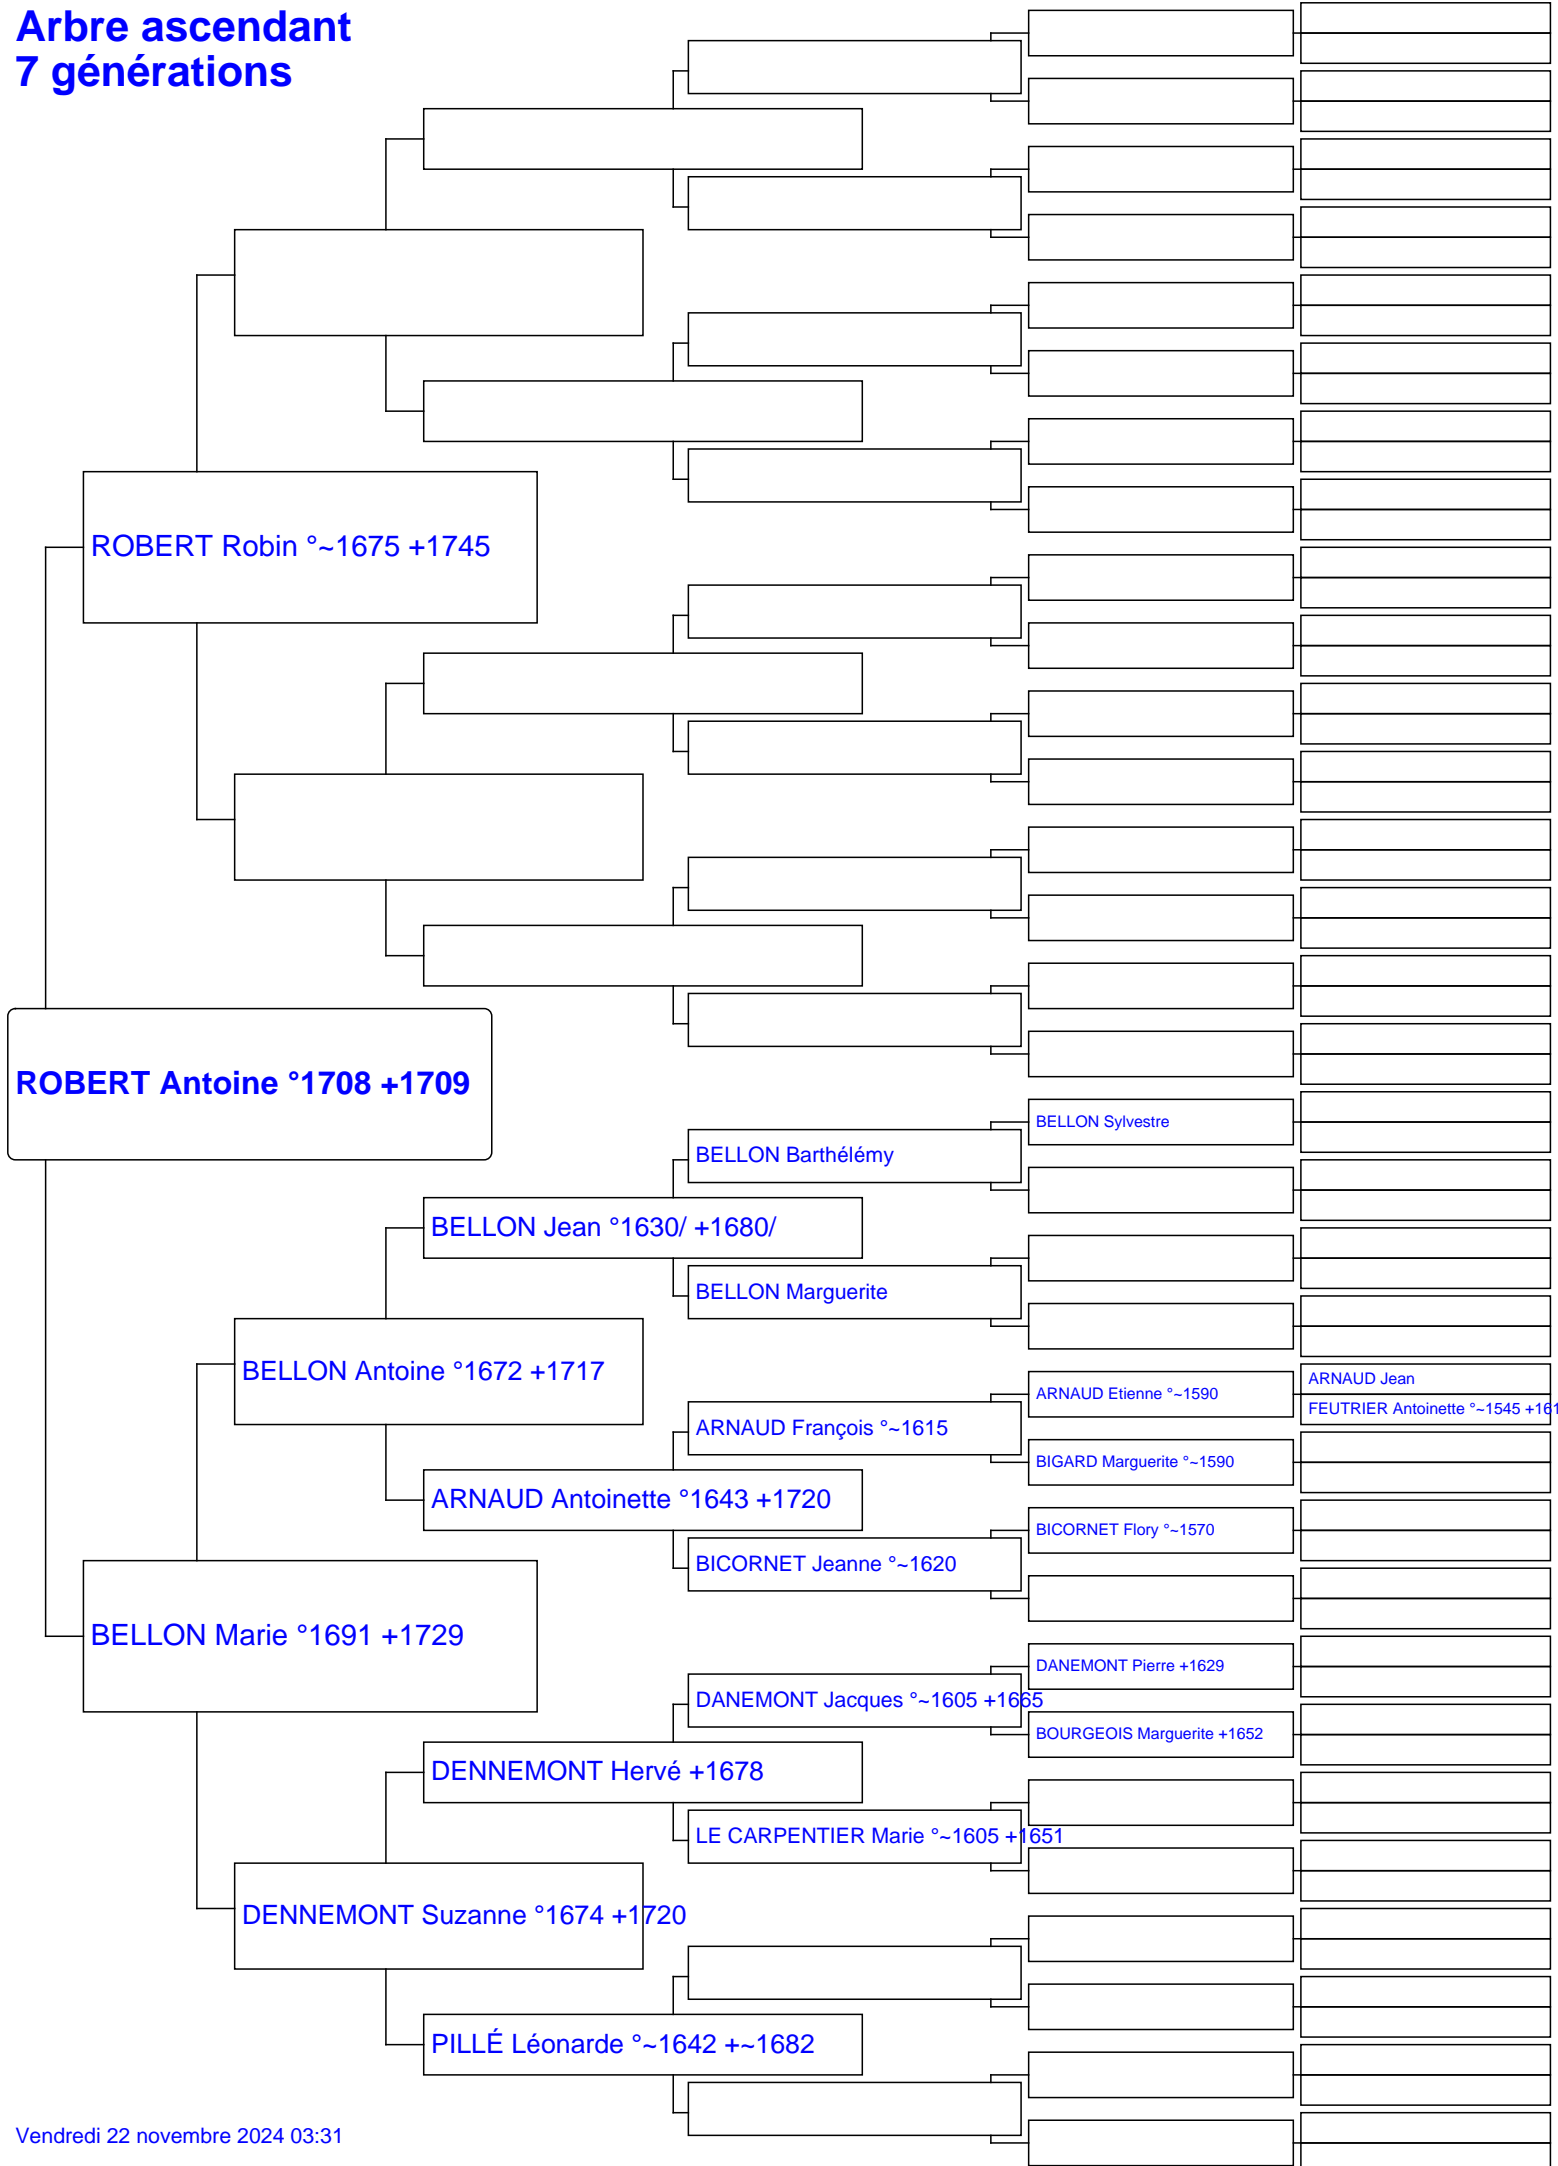 Arbre ascendant
7 générations
ROBERT Robin °~1675 +1745
ROBERT Antoine °1708 +1709
BELLON Sylvestre
BELLON Barthélémy
BELLON Jean °1630/ +1680/
BELLON Marguerite
BELLON Antoine °1672 +1717
ARNAUD Jean
ARNAUD Etienne °~1590
FEUTRIER Antoinette °~1545 +161
ARNAUD François °~1615
BIGARD Marguerite °~1590
ARNAUD Antoinette °1643 +1720
BICORNET Flory °~1570
BICORNET Jeanne °~1620
BELLON Marie °1691 +1729
DANEMONT Pierre +1629
DANEMONT Jacques °~1605 +1665
BOURGEOIS Marguerite +1652
DENNEMONT Hervé +1678
LE CARPENTIER Marie °~1605 +1651
DENNEMONT Suzanne °1674 +1720
PILLÉ Léonarde °~1642 +~1682
Vendredi 22 novembre 2024 03:31